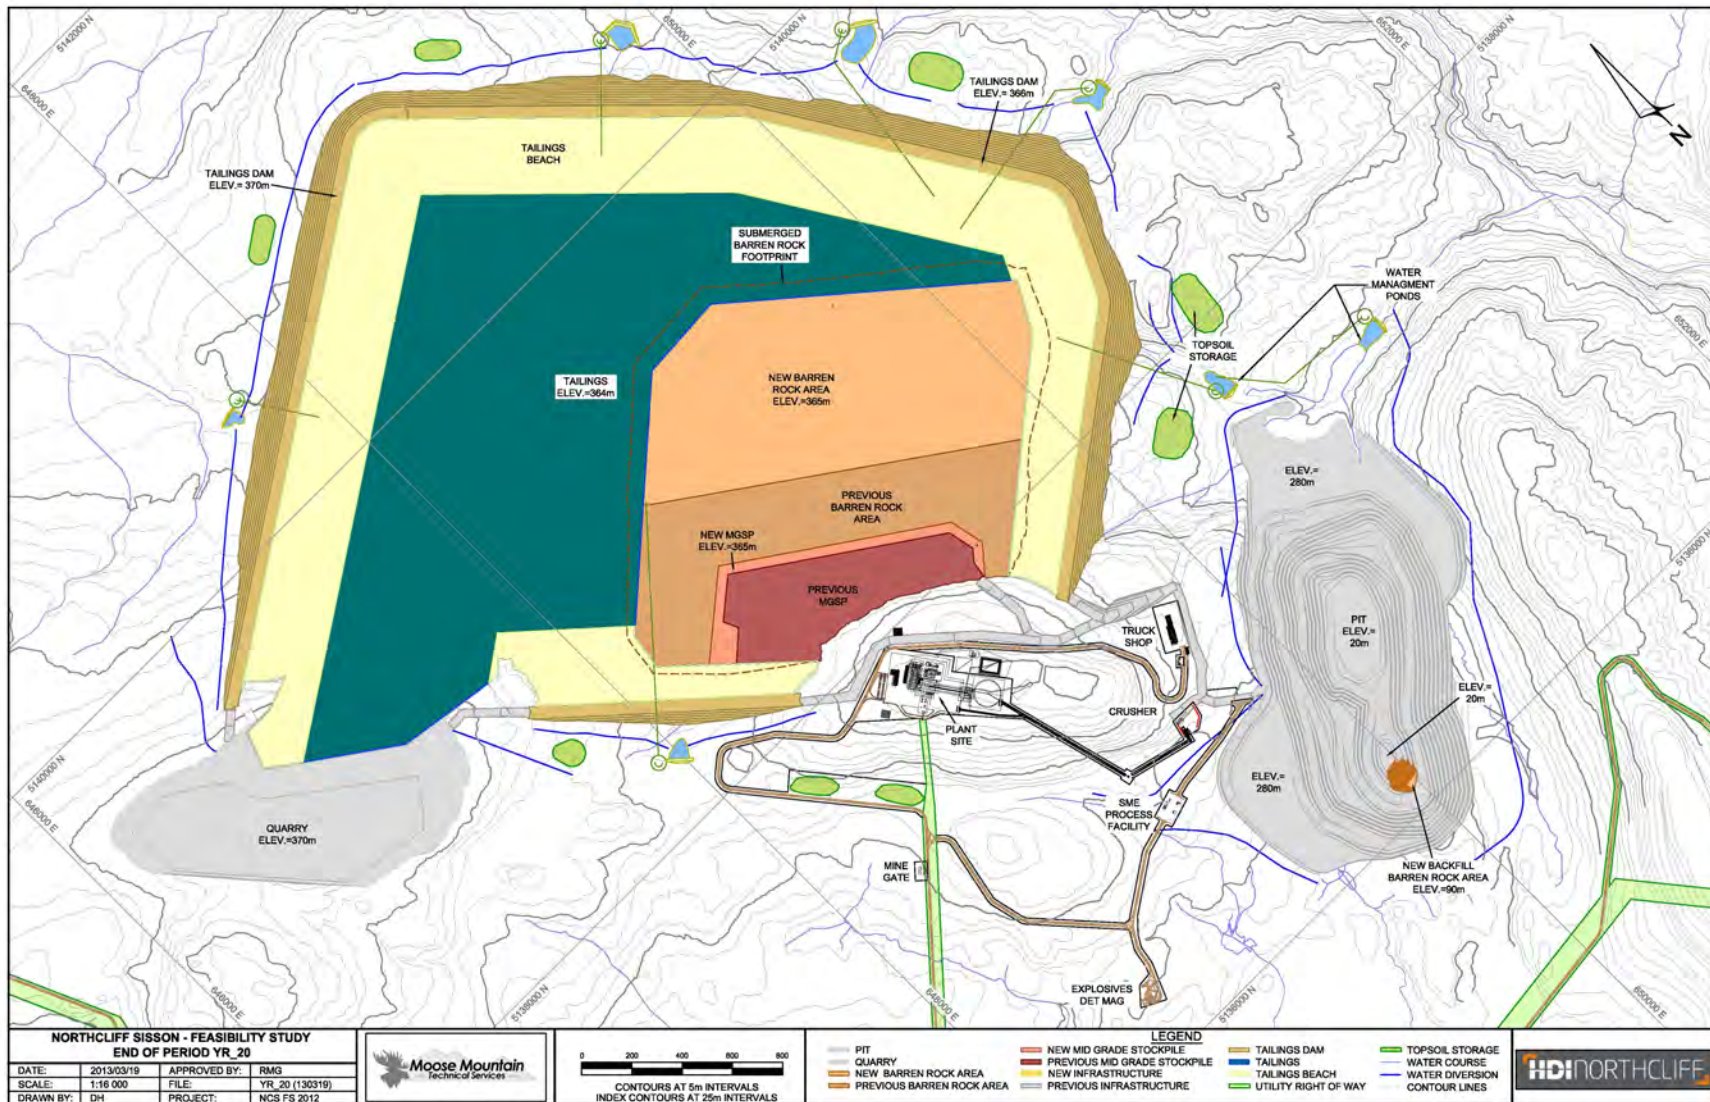 5142000 N
650000 E
5140000 N
652000 E
5138000 N
648000 E
TAILINGS DAM
ELEV.= 366m
N
TAILINGS
BEACH
TAILINGS DAM
ELEV.= 370m
SUBMERGED
BARREN ROCK
FOOTPRINT
WATER
MANAGMENT
PONDS
652000 E
TOPSOIL
STORAGE
TAILINGS
ELEV.=364m
NEW BARREN
ROCK AREA
ELEV.=365m
ELEV.=
280m
PREVIOUS
BARREN ROCK
AREA
NEW MGSP
ELEV.=365m
5136000 N
PREVIOUS
MGSP
TRUCK
SHOP
PIT
ELEV.=
20m
ELEV.=
20m
CRUSHER
PLANT
SITE
5140000 N
646000 E
ELEV.=
280m
SME
PROCESS
FACILITY
QUARRY
ELEV.=370m
MINE
GATE
NEW BACKFILL
BARREN ROCK AREA
ELEV.=90m
EXPLOSIVES
DET MAG
646000 E
5138000 N
648000 E
5136000 N
650000 E
NORTHCLIFF SISSON - FEASIBILITY STUDY
END OF PERIOD YR_20
DATE: 2013/03/19 APPROVED BY: RMG
SCALE: 1:16 000 FILE: YR_20 (130319)
DRAWN BY: DH PROJECT: NCS FS 2012
Moose Mountain
Technical Services
0 200 400 600 800
CONTOURS AT 5m INTERVALS
INDEX CONTOURS AT 25m INTERVALS
LEGEND
PIT
QUARRY
NEW BARREN ROCK AREA
PREVIOUS BARREN ROCK AREA
NEW MID GRADE STOCKPILE
PREVIOUS MID GRADE STOCKPILE
NEW INFRASTRUCTURE
PREVIOUS INFRASTRUCTURE
TAILINGS DAM
TAILINGS
TAILINGS BEACH
UTILITY RIGHT OF WAY
TOPSOIL STORAGE
WATER COURSE
WATER DIVERSION
CONTOUR LINES
HDINORTHCLIFF